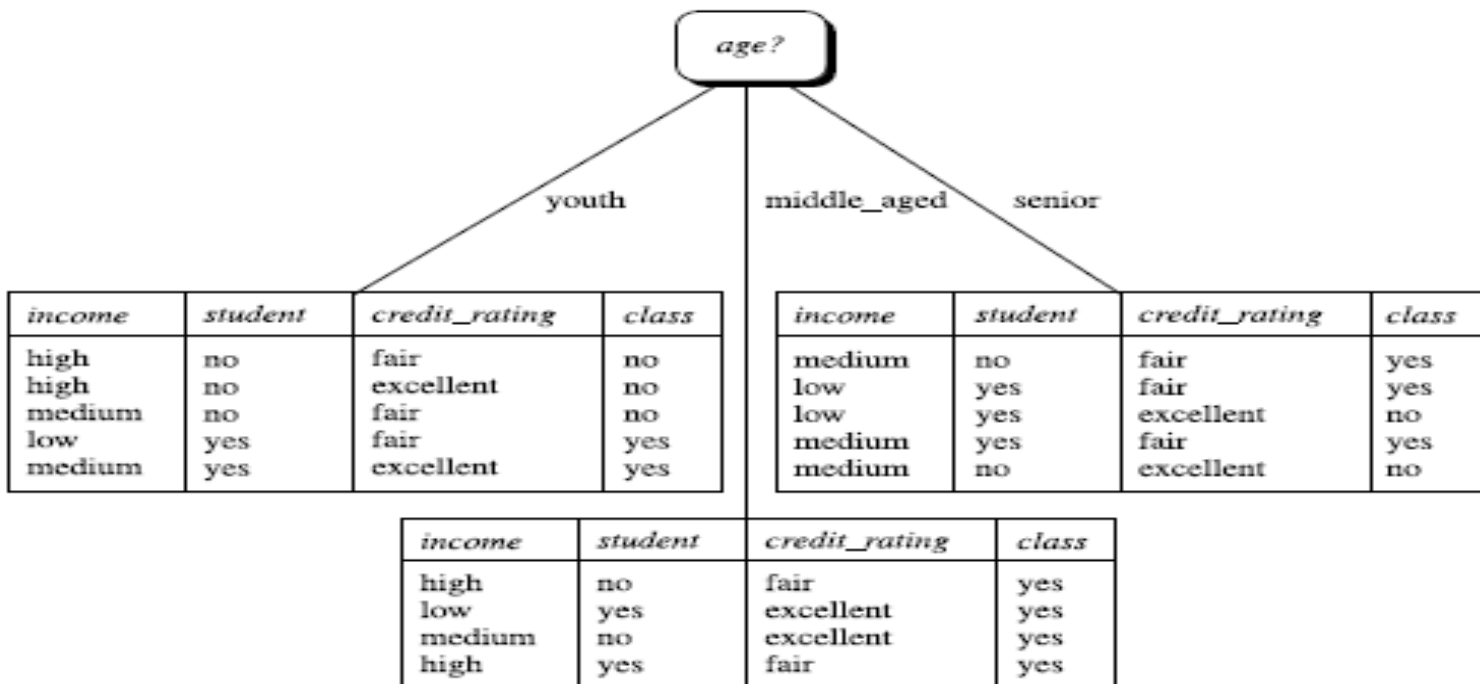 age?
youth middle_aged senior
income student credit_rating class
high no fair no
high no excellent no
medium no fair no
low yes fair yes
medium yes excellent yes
income student credit_rating class
medium no fair yes
low yes fair yes
low yes excellent no
medium yes fair yes
medium no excellent no
income student credit_rating class
high no fair yes
low yes excellent yes
medium no excellent yes
high yes fair yes